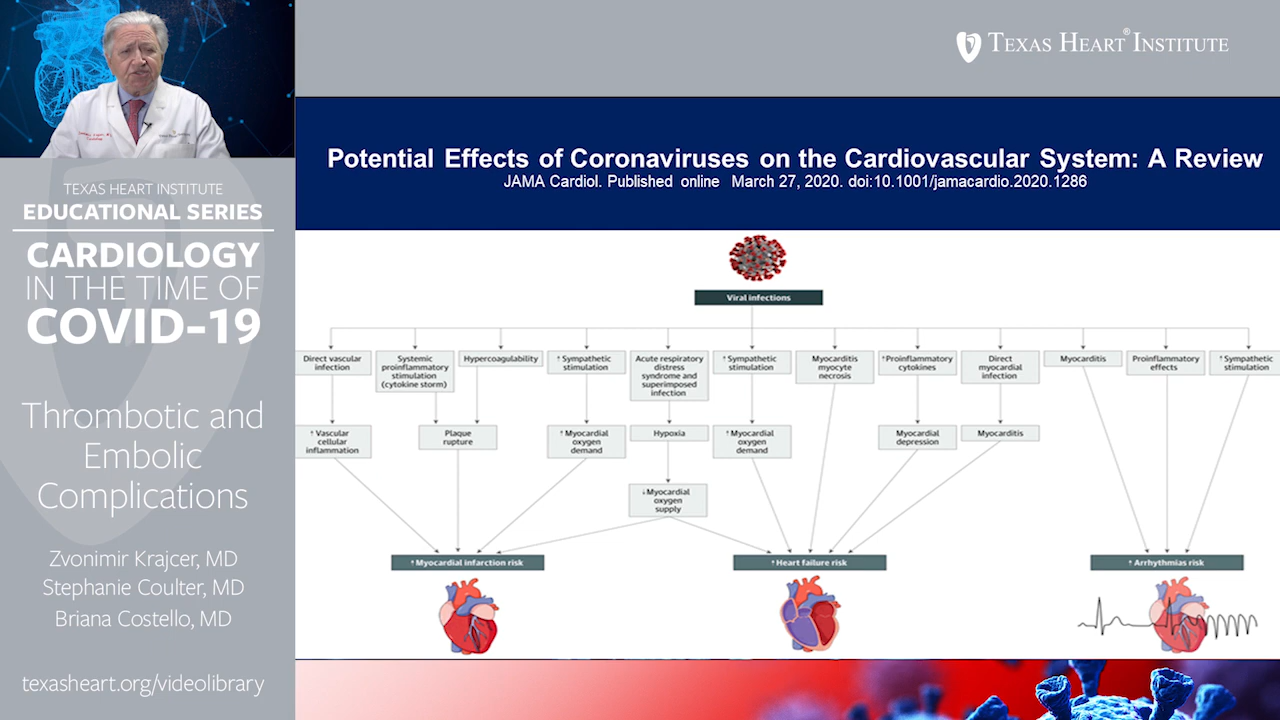 TEXAS HEART® INSTITUTE
TEXAS HEART INSTITUTE
EDUCATIONAL SERIES
CARDIOLOGY
IN THE TIME OF
COVID-19
Thrombotic and
Embolic
Complications
Zvonimir Krajcer, MD
Stephanie Coulter, MD
Briana Costello, MD
texasheart.org/videolibrary
Potential Effects of Coronaviruses on the Cardiovascular System: A Review
JAMA Cardiol. Published online March 27, 2020. doi:10.1001/jamacardio.2020.1286
Viral infections
Direct vascular
infection
Systemic
proinflammatory
stimulation
(cytokine storm)
Hypercoagulability
↑Sympathetic
stimulation
Acute respiratory
distress
syndrome and
superimposed
infection
↑Sympathetic
stimulation
Myocarditis
myocyte
necrosis
↑Proinflammatory
cytokines
Direct
myocardial
infection
Myocarditis
Proinflammatory
effects
↑Sympathetic
stimulation
↑Vascular
cellular
inflammation
Plaque
rupture
↑Myocardial
oxygen
demand
Hypoxia
↑Myocardial
oxygen
demand
Myocardial
depression
Myocarditis
↓Myocardial
oxygen
supply
↑Myocardial infarction risk
↑Heart failure risk
↑Arrhythmias risk